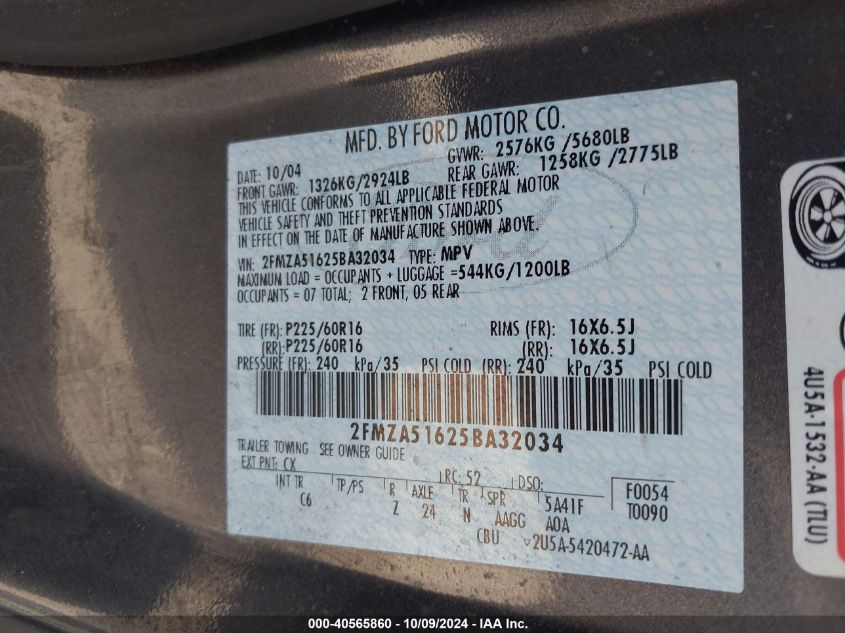 MFD. BY FORD MOTOR CO.
DATE: 10/04 GVWR: 2576KG /5680LB
FRONT GAWR: 1326KG/2924LB REAR GAWR: 1258KG /2775LB
THIS VEHICLE CONFORMS TO ALL APPLICABLE FEDERAL MOTOR
VEHICLE SAFETY AND THEFT PREVENTION STANDARDS
IN EFFECT ON THE DATE OF MANUFACTURE SHOWN ABOVE.
VIN: 2FMZA51625BA32034 TYPE: MPV
MAXIMUM LOAD = OCCUPANTS + LUGGAGE =544KG/1200LB
OCCUPANTS = 07 TOTAL; 2 FRONT, 05 REAR
TIRE (FR): P225/60R16 RIMS (FR): 16X6.5J
(RR): P225/60R16 (RR): 16X6.5J
PRESSURE (FR): 240 kPa/35 PSI COLD (RR): 240 kPa/35 PSI COLD
2FMZA51625BA32034
TRAILER TOWING - SEE OWNER GUIDE
EXT PNT: CX RC: 52 DSO: F0054
INT TR TP/PS R AXLE TR SPR 5A41F T0090
C6 Z 24 N AAGG A0A
CBU 2U5A-5420472-AA
4U5A-1532-AA (TLU)
000-40565860 - 10/09/2024 - IAA Inc.